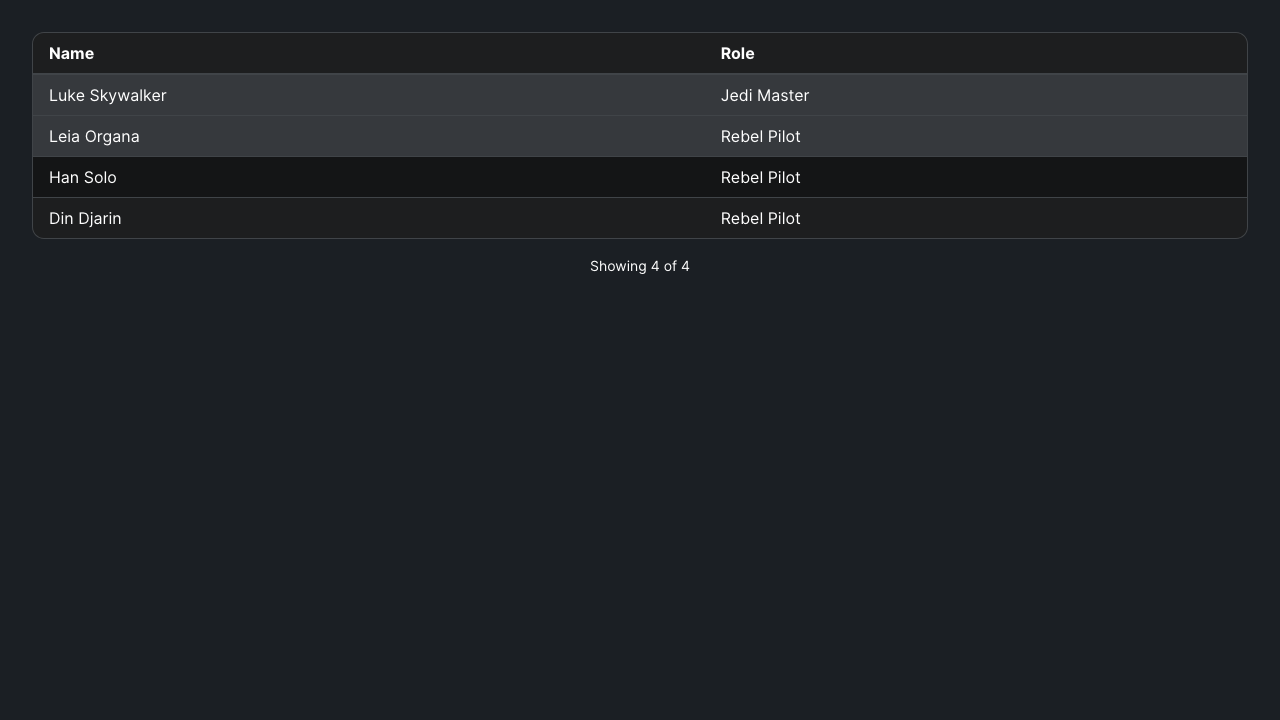 Name Role
Luke Skywalker Jedi Master
Leia Organa Rebel Pilot
Han Solo Rebel Pilot
Din Djarin Rebel Pilot
Showing 4 of 4